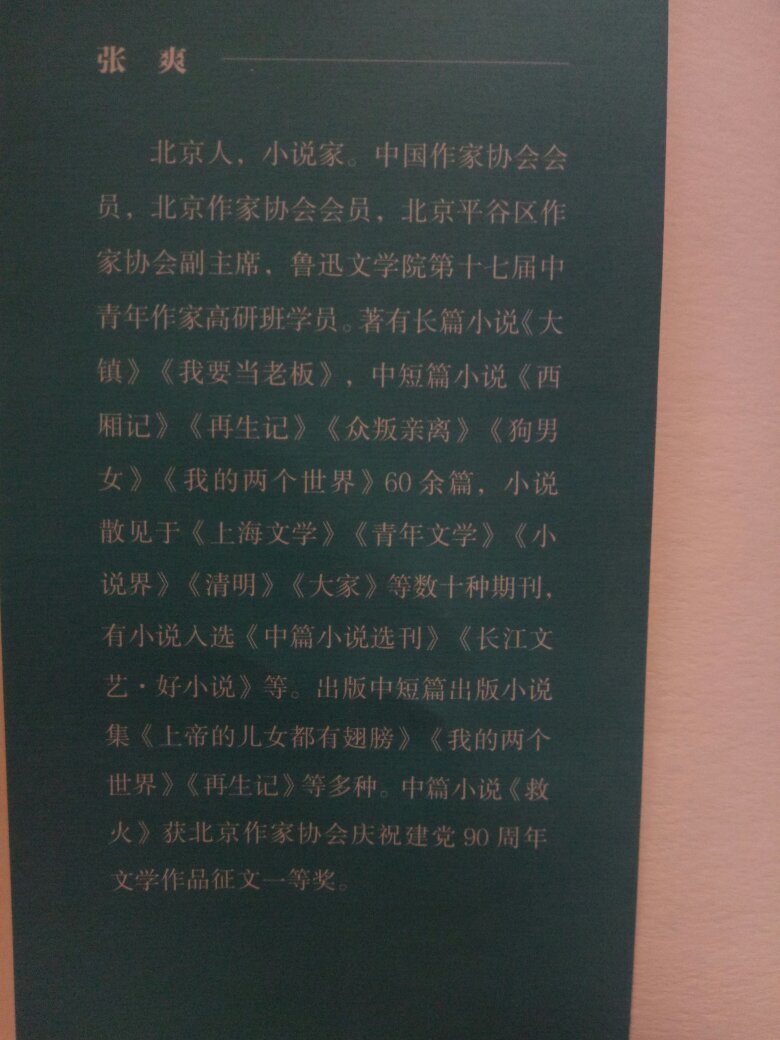 张 爽
北京人，小说家。中国作家协会会
员，北京作家协会会员，北京平谷区作
家协会副主席，鲁迅文学院第十七届中
青年作家高研班学员。著有长篇小说《大
镇》《我要当老板》，中短篇小说《西
厢记》《再生记》《众叛亲离》《狗男
女》《我的两个世界》60余篇，小说
散见于《上海文学》《青年文学》《小
说界》《清明》《大家》等数十种期刊，
有小说入选《中篇小说选刊》《长江文
艺·好小说》等。出版中短篇出版小说
集《上帝的儿女都有翅膀》《我的两个
世界》《再生记》等多种。中篇小说《救
火》获北京作家协会庆祝建党90周年
文学作品征文一等奖。